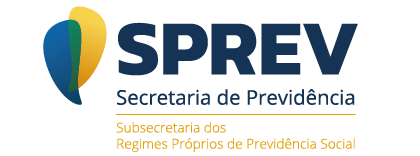 SPREV
Secretaria de Previdência
Subsecretaria dos
Regimes Próprios de Previdência Social